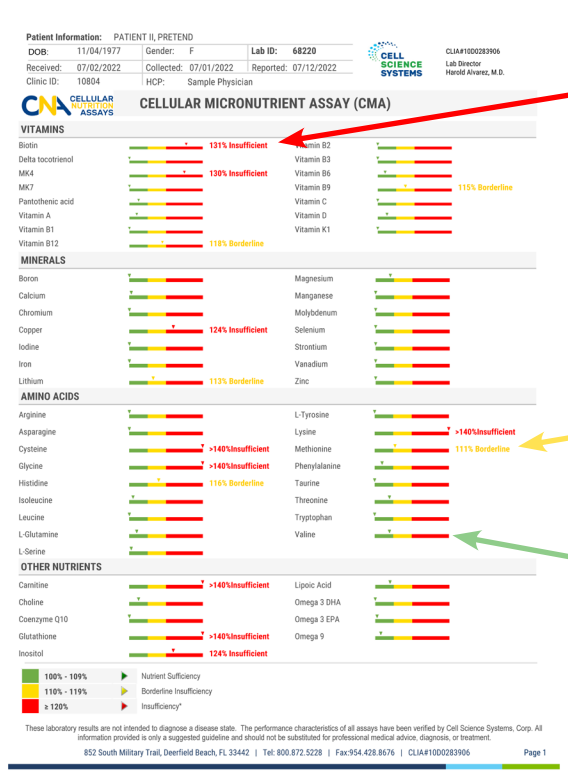 Patient Information: PATIENT II, PRETEND
DOB: 11/04/1977 Gender: F Lab ID: 68220
Received: 07/02/2022 Collected: 07/01/2022 Reported: 07/12/2022
Clinic ID: 10804 HCP: Sample Physician
CELL
SCIENCE
SYSTEMS
CLIA#10D0283906
Lab Director
Harold Alvarez, M.D.
CNA CELLULAR
NUTRITION
ASSAYS
CELLULAR MICRONUTRIENT ASSAY (CMA)
VITAMINS
Biotin 131% Insufficient Vitamin B2
Delta tocotrienol Vitamin B3
MK4 130% Insufficient Vitamin B6
MK7 Vitamin B9 115% Borderline
Pantothenic acid Vitamin C
Vitamin A Vitamin D
Vitamin B1 Vitamin K1
Vitamin B12 118% Borderline
MINERALS
Boron Magnesium
Calcium Manganese
Chromium Molybdenum
Copper 124% Insufficient Selenium
Iodine Strontium
Iron Vanadium
Lithium 113% Borderline Zinc
AMINO ACIDS
Arginine L-Tyrosine
Asparagine Lysine >140%Insufficient
Cysteine >140%Insufficient Methionine 111% Borderline
Glycine >140%Insufficient Phenylalanine
Histidine 116% Borderline Taurine
Isoleucine Threonine
Leucine Tryptophan
L-Glutamine Valine
L-Serine
OTHER NUTRIENTS
Carnitine >140%Insufficient Lipoic Acid
Choline Omega 3 DHA
Coenzyme Q10 Omega 3 EPA
Glutathione >140%Insufficient Omega 9
Inositol 124% Insufficient
100% - 109% Nutrient Sufficiency
110% - 119% Borderline Insufficiency
≥ 120% Insufficiency*
These laboratory results are not intended to diagnose a disease state. The performance characteristics of all assays have been verified by Cell Science Systems, Corp. All
information provided is only a suggested guideline and should not be substituted for professional medical advice, diagnosis, or treatment.
852 South Military Trail, Deerfield Beach, FL 33442 | Tel: 800.872.5228 | Fax:954.428.8676 | CLIA#10D0283906 Page 1